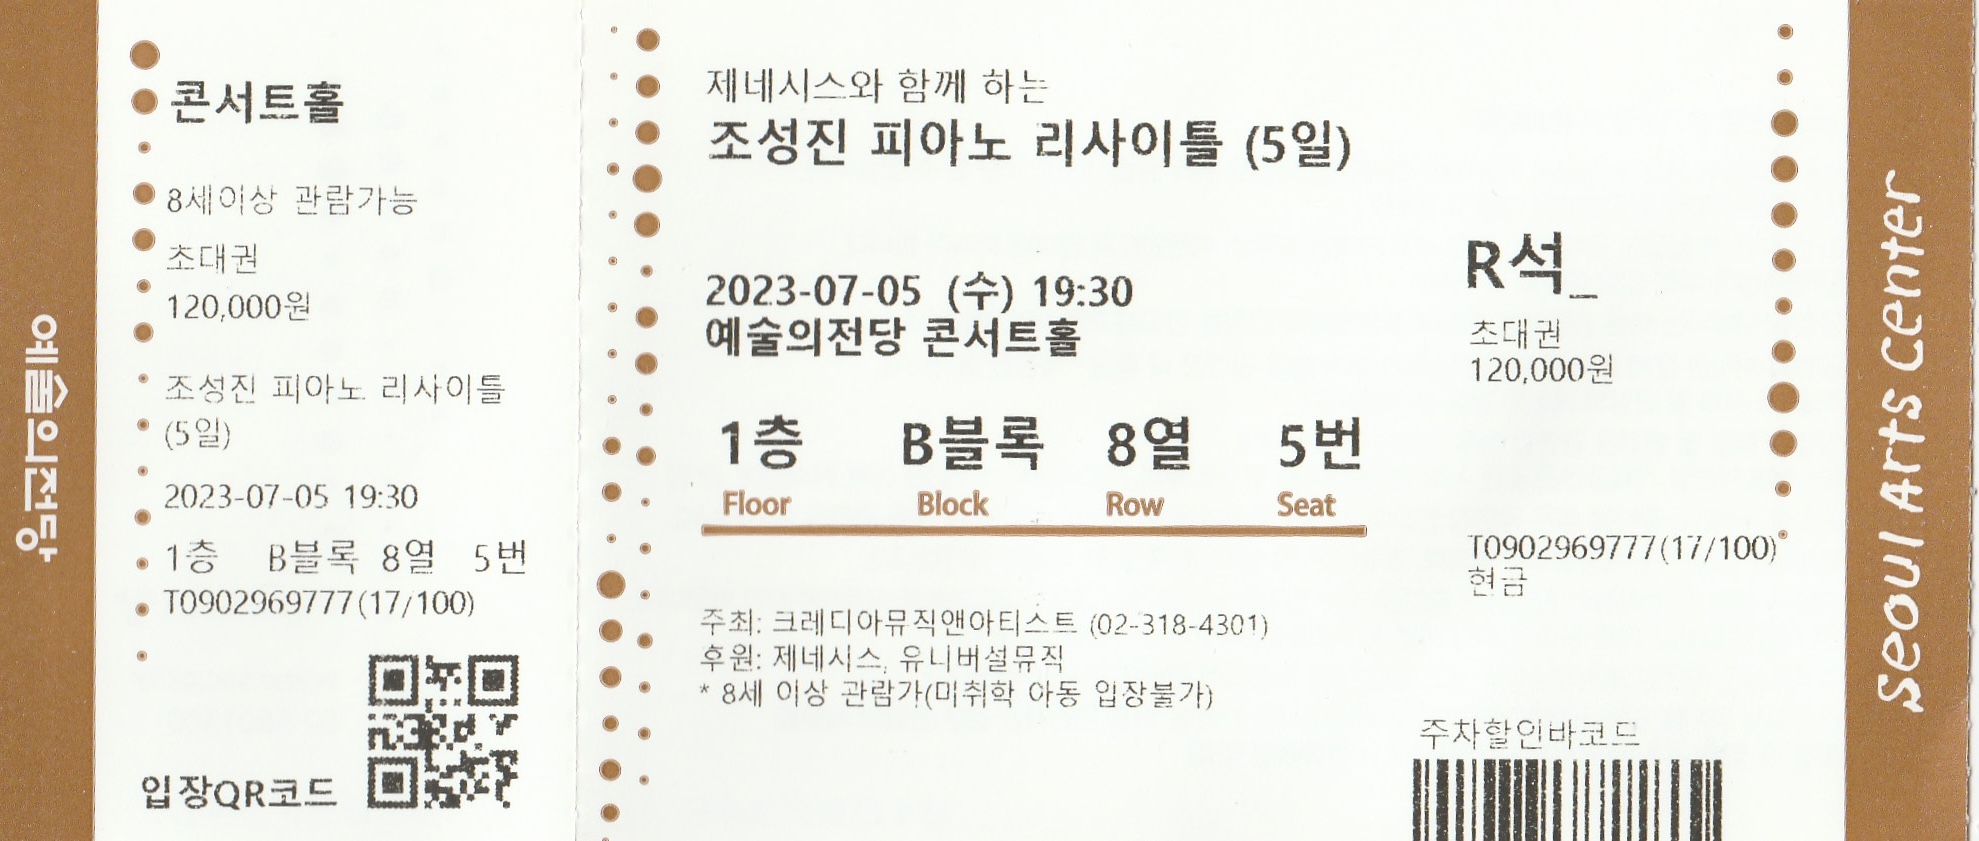 예술의전당
콘서트홀
8세이상 관람가능
초대권
120,000원
조성진 피아노 리사이틀
(5일)
2023-07-05 19:30
1층 B블록 8열 5번
T0902969777(17/100)
입장QR코드
제네시스와 함께 하는
조성진 피아노 리사이틀 (5일)
2023-07-05 (수) 19:30
예술의전당 콘서트홀
1층 B블록 8열 5번
Floor Block Row Seat
주최: 크레디아뮤직앤아티스트 (02-318-4301)
후원: 제네시스, 유니버설뮤직
* 8세 이상 관람가(미취학 아동 입장불가)
R석_
초대권
120,000원
T0902969777(17/100)
현금
주차할인바코드
Seoul Arts Center